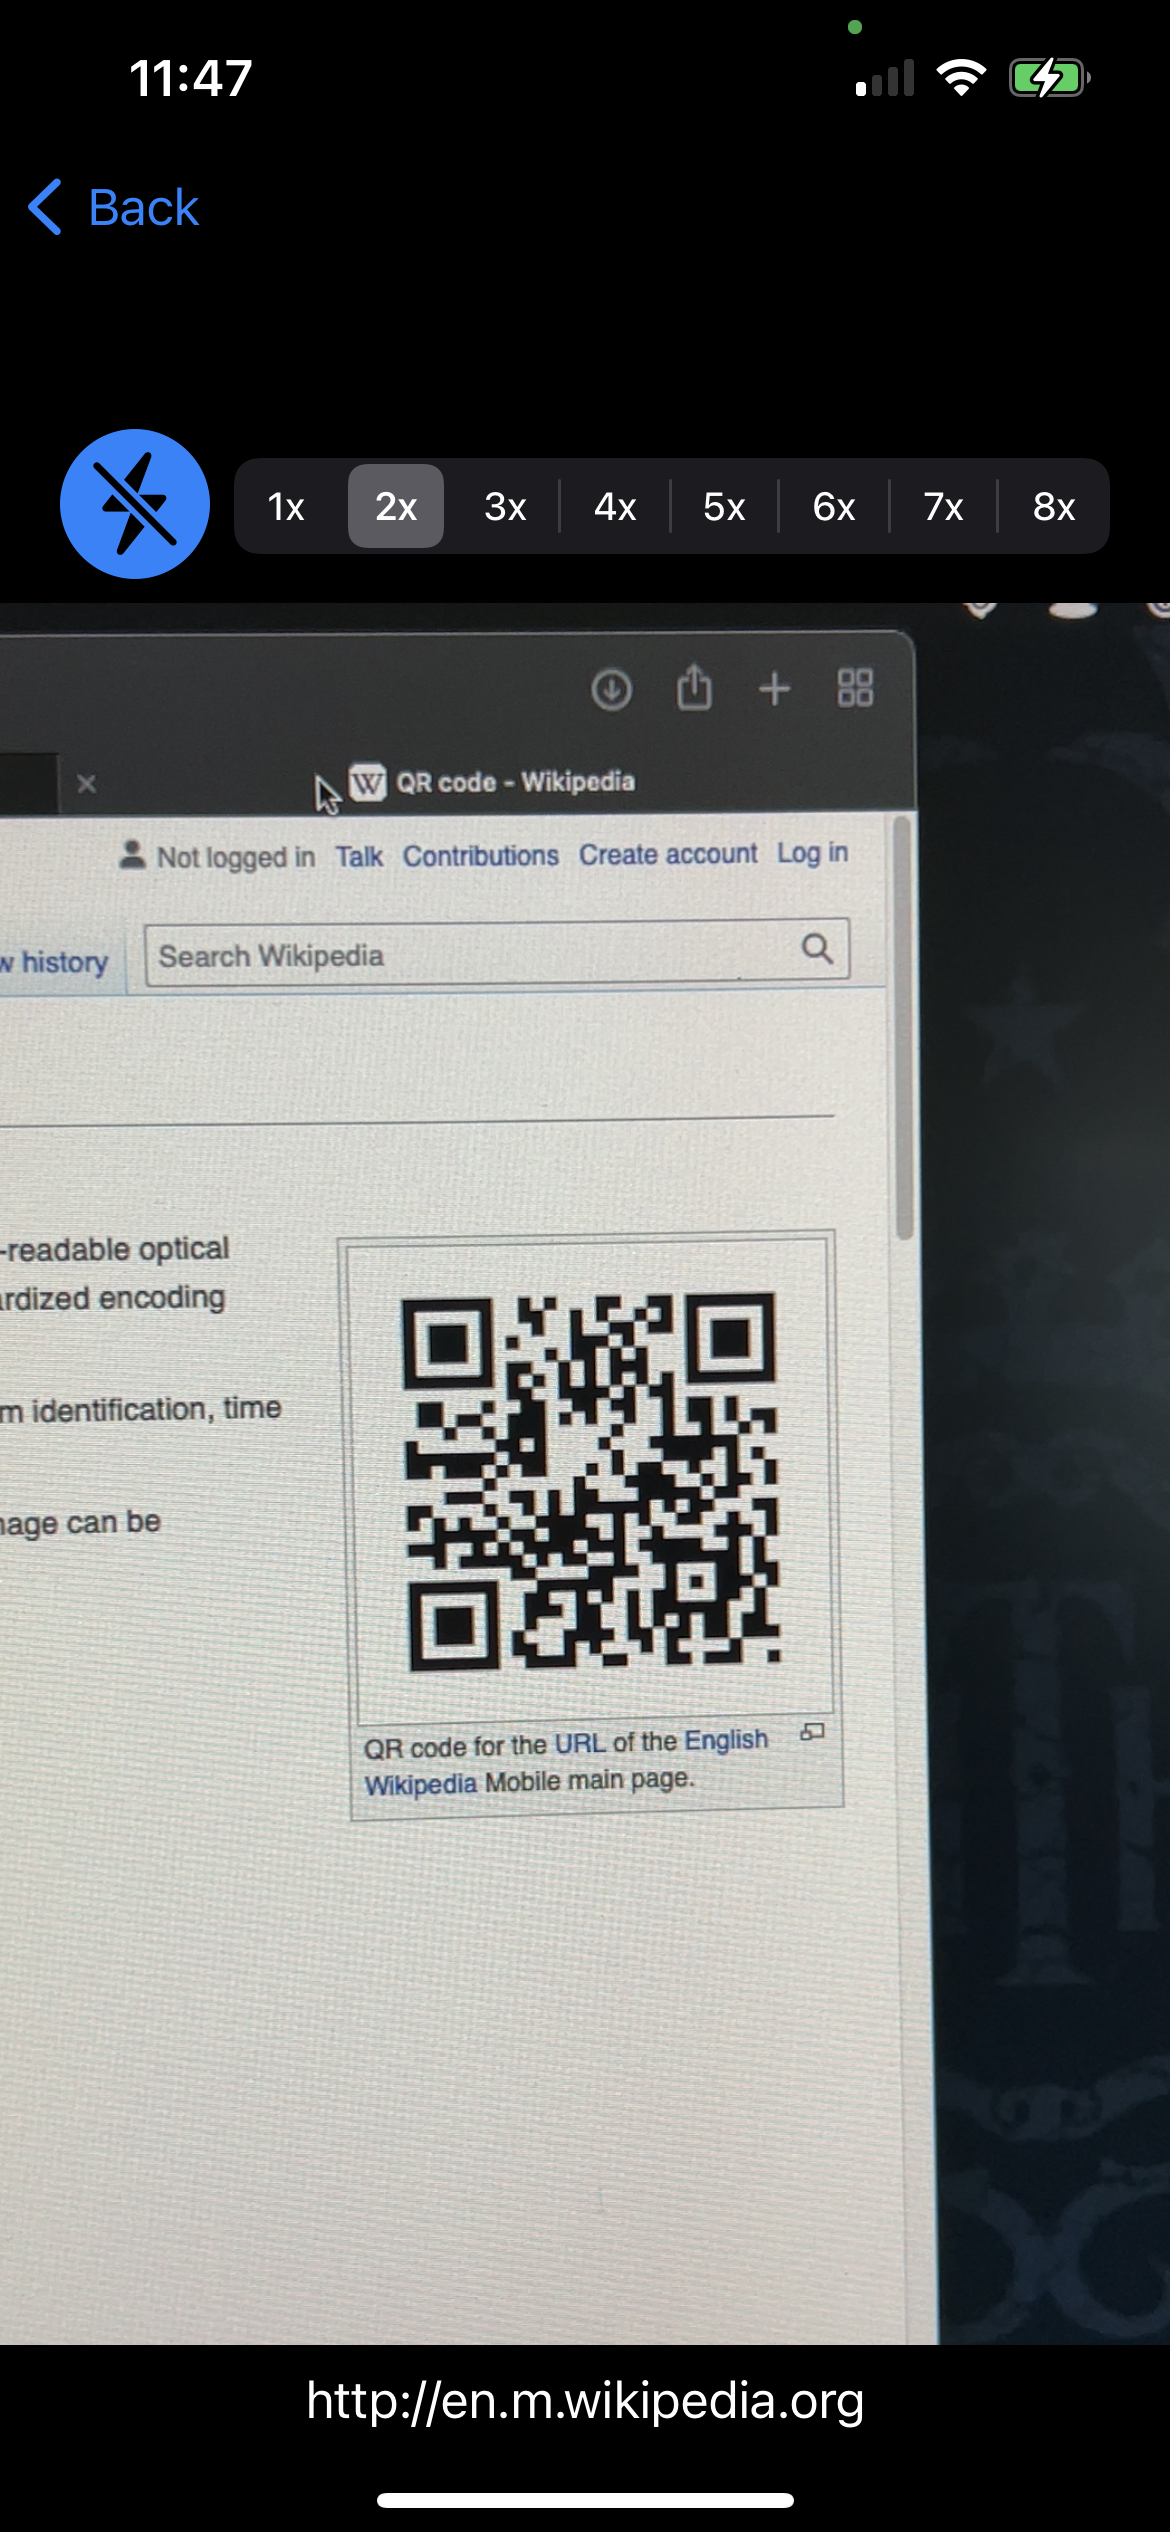 11:47
Back
1x 2x 3x 4x 5x 6x 7x 8x
W QR code - Wikipedia
Not logged in Talk Contributions Create account Log in
w history Search Wikipedia
-readable optical
ardized encoding
m identification, time
nage can be
QR code for the URL of the English
Wikipedia Mobile main page.
http://en.m.wikipedia.org